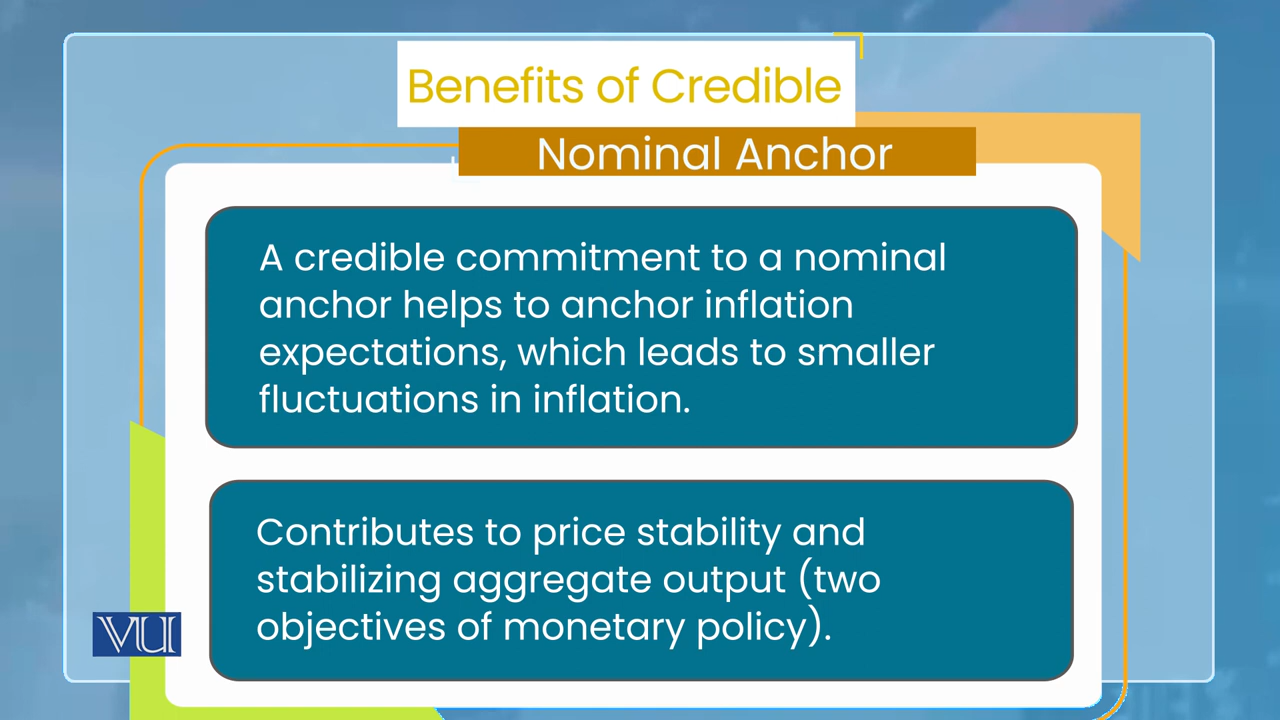 Benefits of Credible
Nominal Anchor
A credible commitment to a nominal
anchor helps to anchor inflation
expectations, which leads to smaller
fluctuations in inflation.
Contributes to price stability and
stabilizing aggregate output (two
objectives of monetary policy).
VU